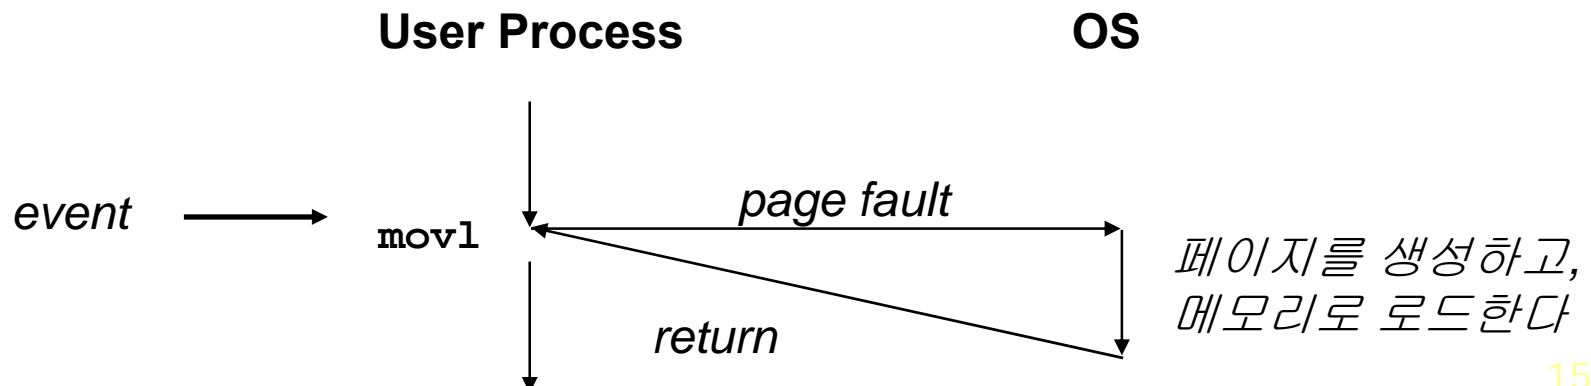 User Process
OS
event
movl
page fault
페이지를 생성하고,
메모리로 로드한다
return
15